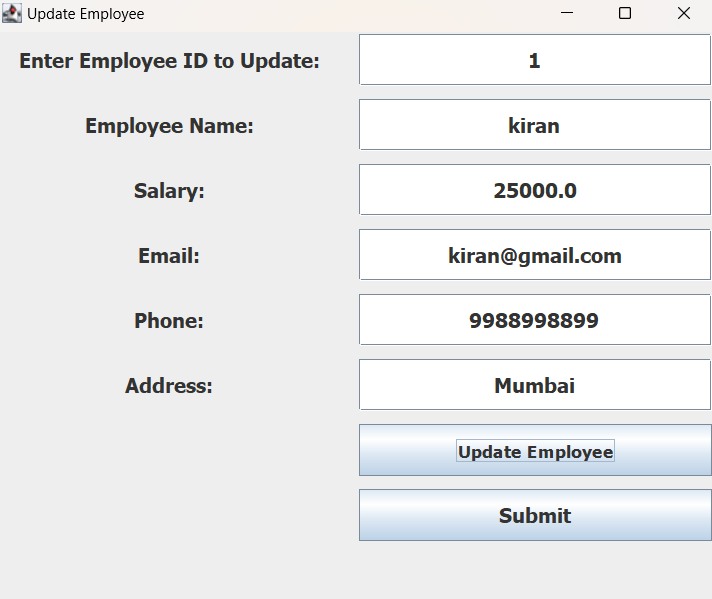 Update Employee
Enter Employee ID to Update: 1
Employee Name: kiran
Salary: 25000.0
Email: kiran@gmail.com
Phone: 9988998899
Address: Mumbai
Update Employee
Submit